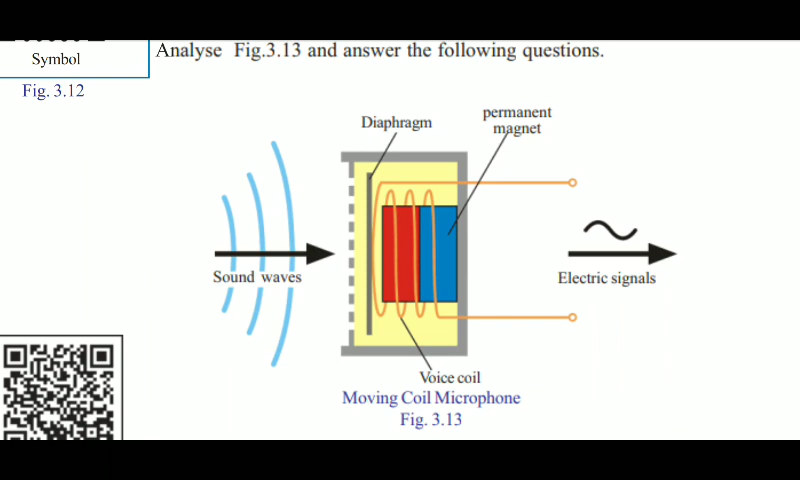 Symbol
Fig. 3.12
Analyse Fig.3.13 and answer the following questions.
Diaphragm
permanent
magnet
Sound waves
Electric signals
Voice coil
Moving Coil Microphone
Fig. 3.13